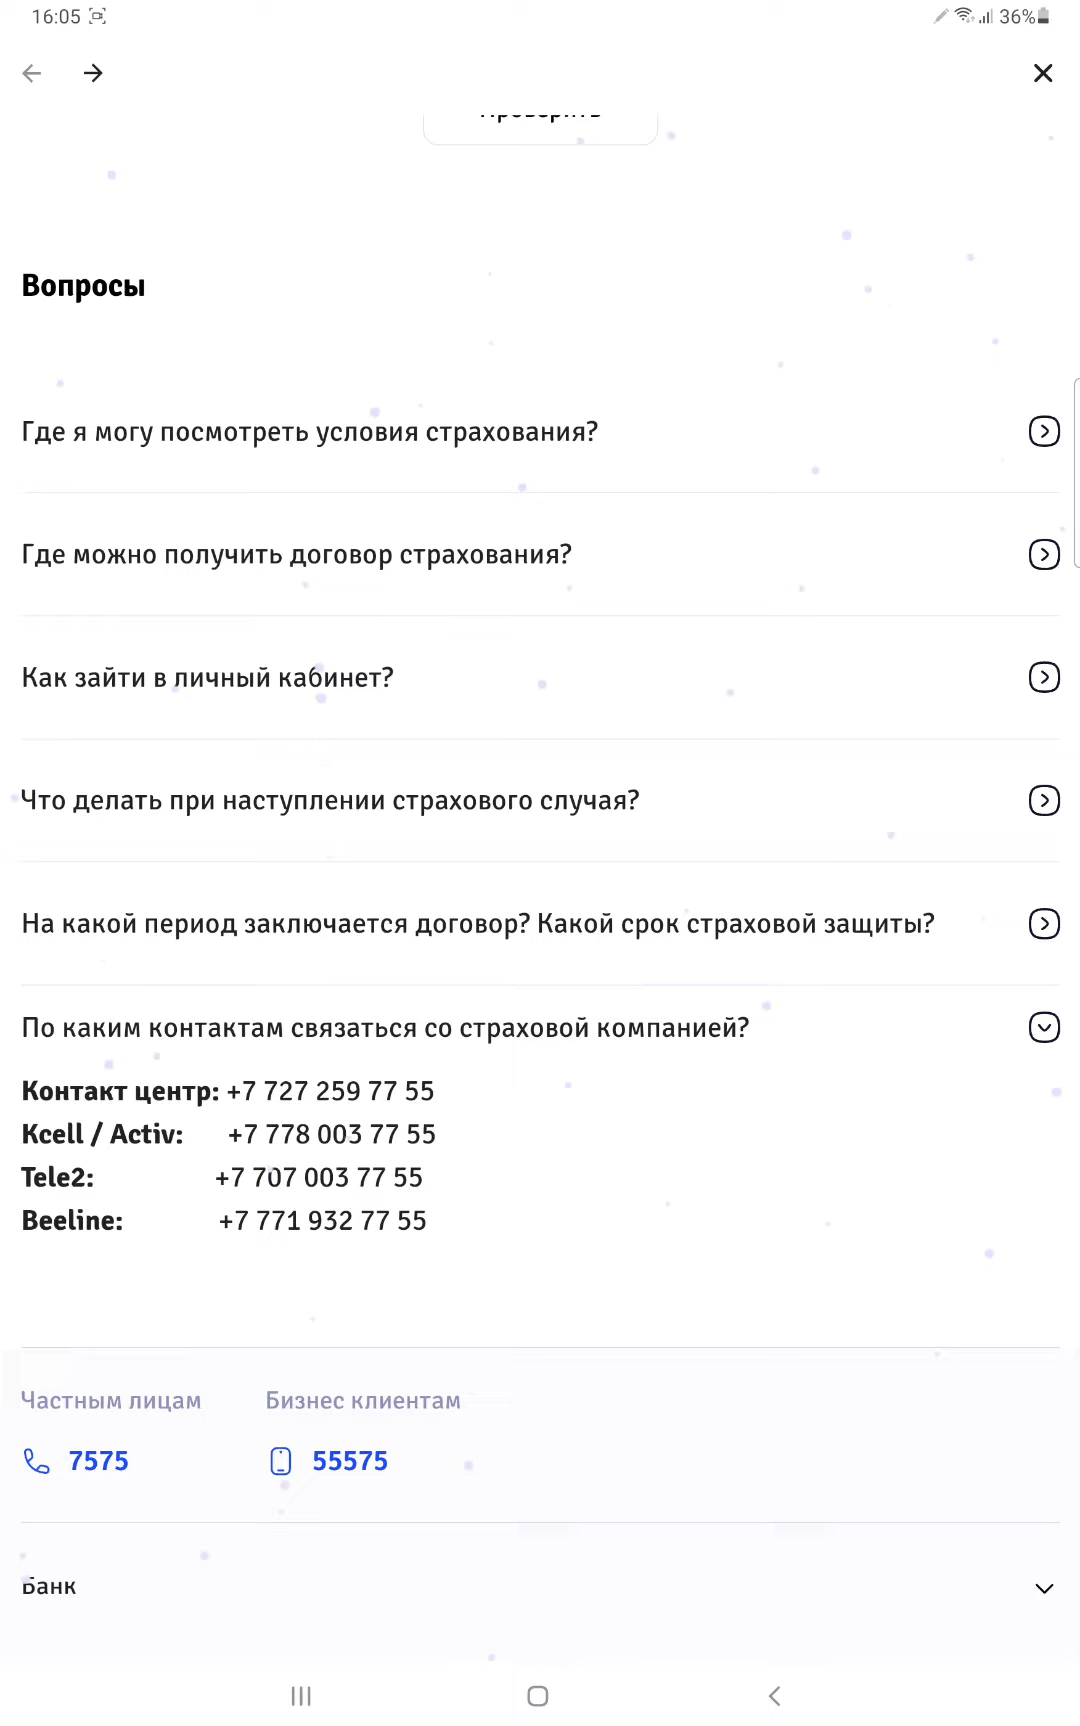 16:05
36%
Проверить
Вопросы
Где я могу посмотреть условия страхования?
Где можно получить договор страхования?
Как зайти в личный кабинет?
Что делать при наступлении страхового случая?
На какой период заключается договор? Какой срок страховой защиты?
По каким контактам связаться со страховой компанией?
Контакт центр: +7 727 259 77 55
Kcell / Activ: +7 778 003 77 55
Tele2: +7 707 003 77 55
Beeline: +7 771 932 77 55
Частным лицам Бизнес клиентам
7575 55575
Банк